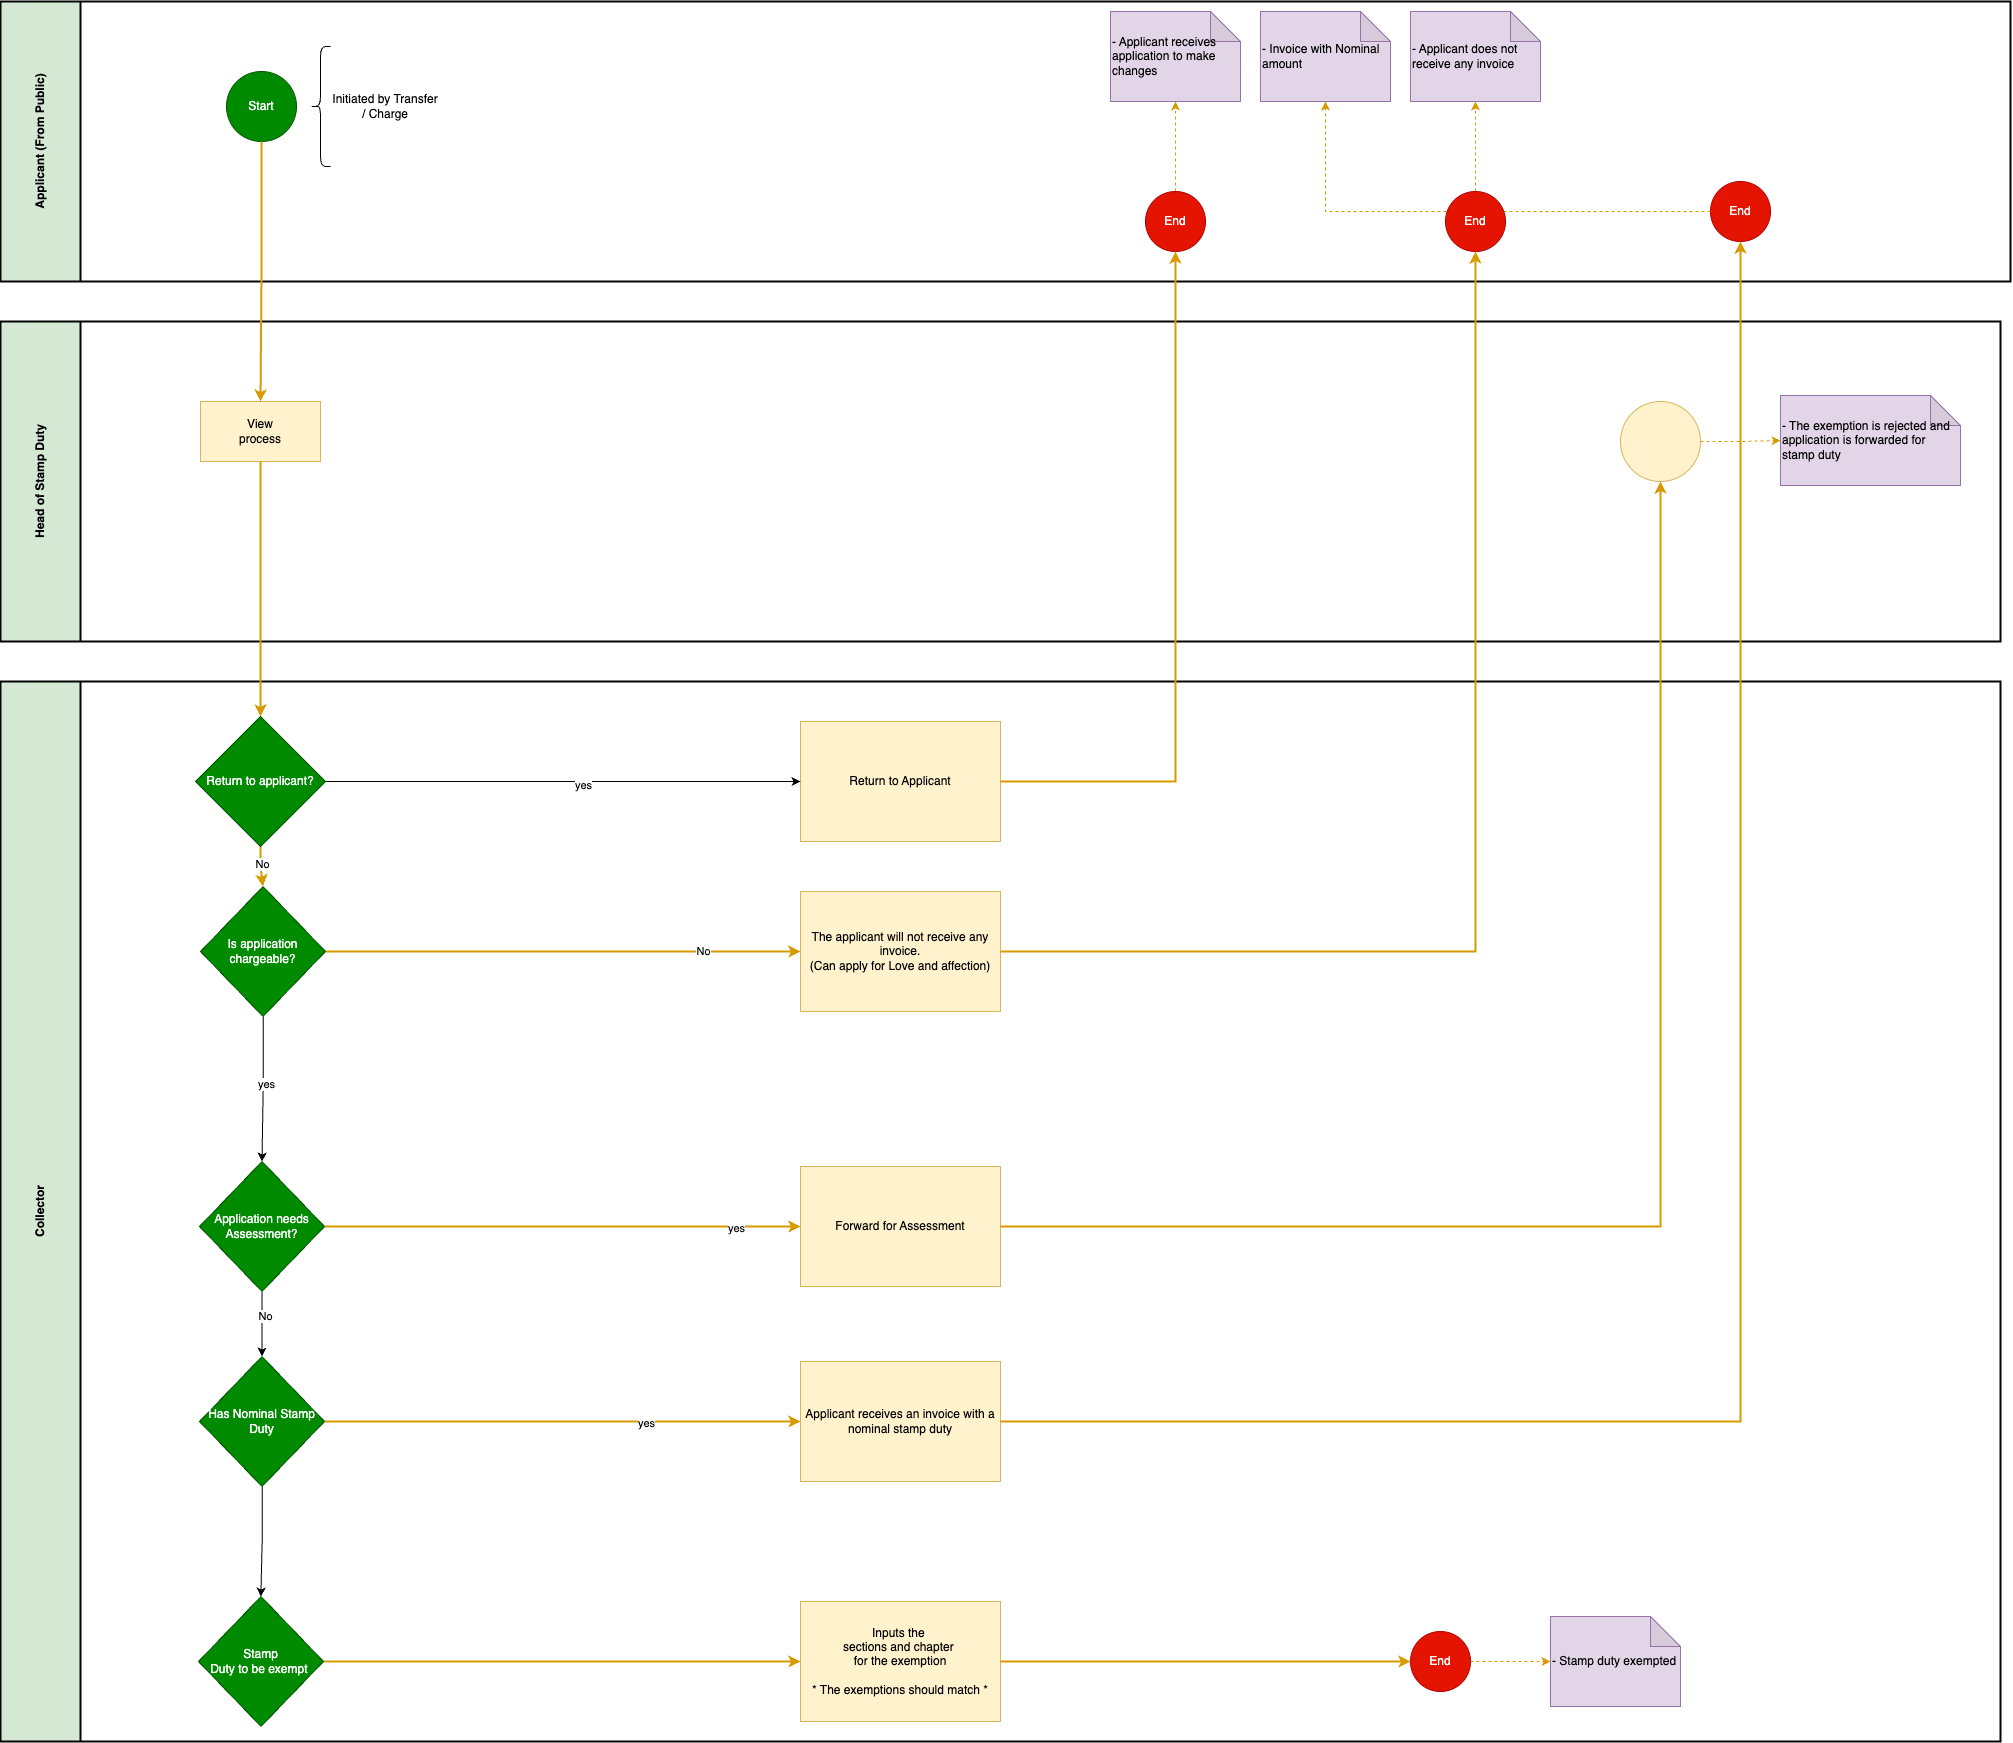 Applicant (From Public)
Start
Initiated by Transfer
/ Charge
- Applicant receives
application to make
changes
- Invoice with Nominal
amount
- Applicant does not
receive any invoice
End
End
End
Head of Stamp Duty
View
process
- The exemption is rejected and
application is forwarded for
stamp duty
Collector
Return to applicant?
yes
Return to Applicant
No
Is application
chargeable?
No
The applicant will not receive any
invoice.
(Can apply for Love and affection)
yes
Application needs
Assessment?
yes
Forward for Assessment
No
Has Nominal Stamp
Duty
yes
Applicant receives an invoice with a
nominal stamp duty
Stamp
Duty to be exempt
Inputs the
sections and chapter
for the exemption
* The exemptions should match *
End
- Stamp duty exempted